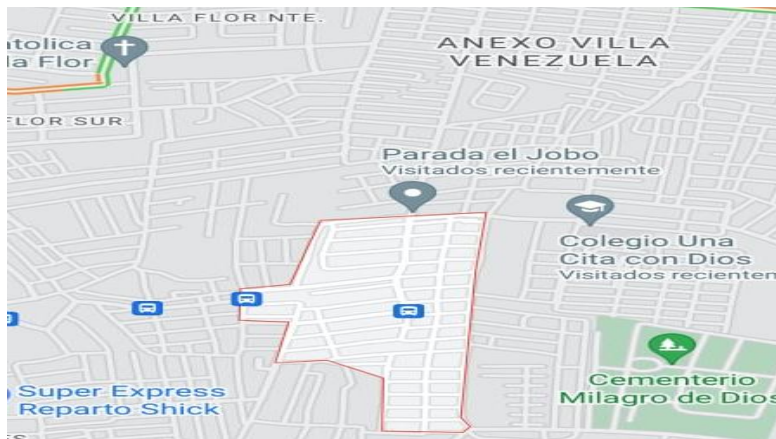 VILLA FLOR NTE.
atolica
la Flor
ANEXO VILLA
VENEZUELA
FLOR SUR
Parada el Jobo
Visitados recientemente
Colegio Una
Cita con Dios
Visitados recientem
Cementerio
Milagro de Dios
Super Express
Reparto Shick